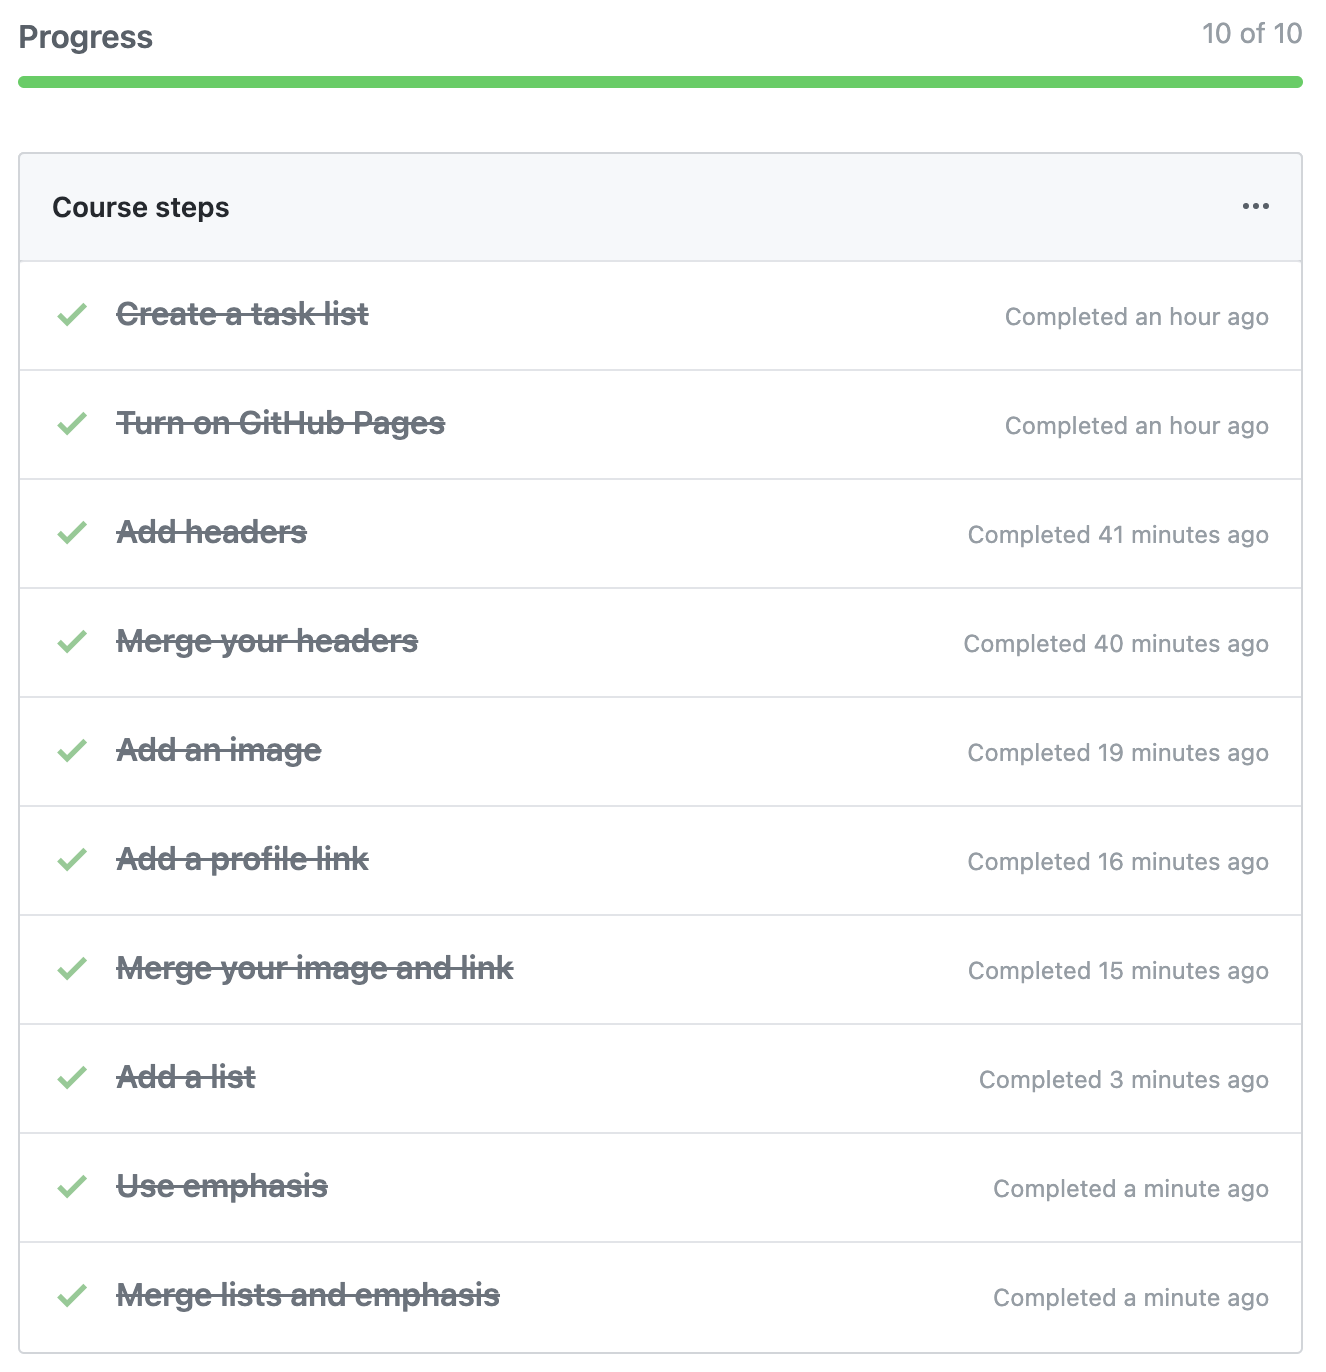 Progress
10 of 10
Course steps
Create a task list
Completed an hour ago
Turn on GitHub Pages
Completed an hour ago
Add headers
Completed 41 minutes ago
Merge your headers
Completed 40 minutes ago
Add an image
Completed 19 minutes ago
Add a profile link
Completed 16 minutes ago
Merge your image and link
Completed 15 minutes ago
Add a list
Completed 3 minutes ago
Use emphasis
Completed a minute ago
Merge lists and emphasis
Completed a minute ago